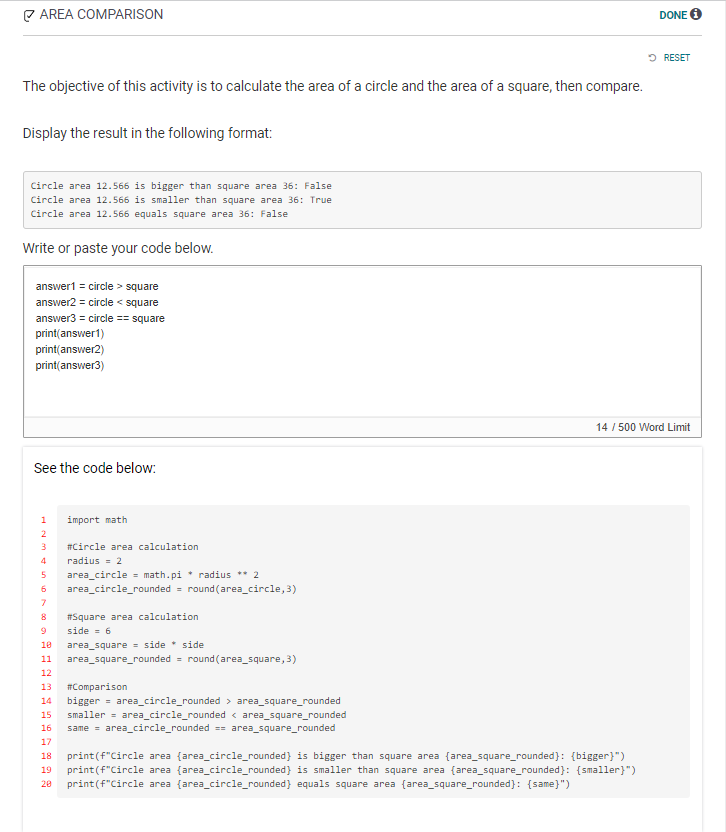 AREA COMPARISON
DONE
RESET
The objective of this activity is to calculate the area of a circle and the area of a square, then compare.
Display the result in the following format:
Circle area 12.566 is bigger than square area 36: False
Circle area 12.566 is smaller than square area 36: True
Circle area 12.566 equals square area 36: False
Write or paste your code below.
answer1 = circle > square
answer2 = circle < square
answer3 = circle == square
print(answer1)
print(answer2)
print(answer3)
14 / 500 Word Limit
See the code below:
1 import math
2
3 #Circle area calculation
4 radius = 2
5 area_circle = math.pi * radius ** 2
6 area_circle_rounded = round(area_circle,3)
7
8 #Square area calculation
9 side = 6
10 area_square = side * side
11 area_square_rounded = round(area_square,3)
12
13 #Comparison
14 bigger = area_circle_rounded > area_square_rounded
15 smaller = area_circle_rounded < area_square_rounded
16 same = area_circle_rounded == area_square_rounded
17
18 print(f"Circle area {area_circle_rounded} is bigger than square area {area_square_rounded}: {bigger}")
19 print(f"Circle area {area_circle_rounded} is smaller than square area {area_square_rounded}: {smaller}")
20 print(f"Circle area {area_circle_rounded} equals square area {area_square_rounded}: {same}")